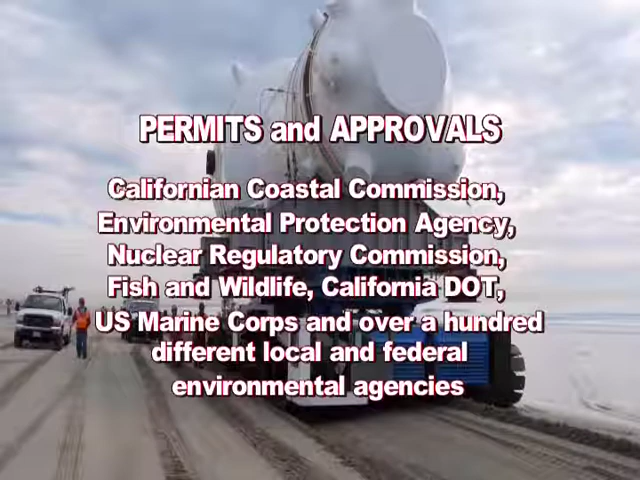 PERMITS and APPROVALS
Californian Coastal Commission,
Environmental Protection Agency,
Nuclear Regulatory Commission,
Fish and Wildlife, California DOT,
US Marine Corps and over a hundred
different local and federal
environmental agencies